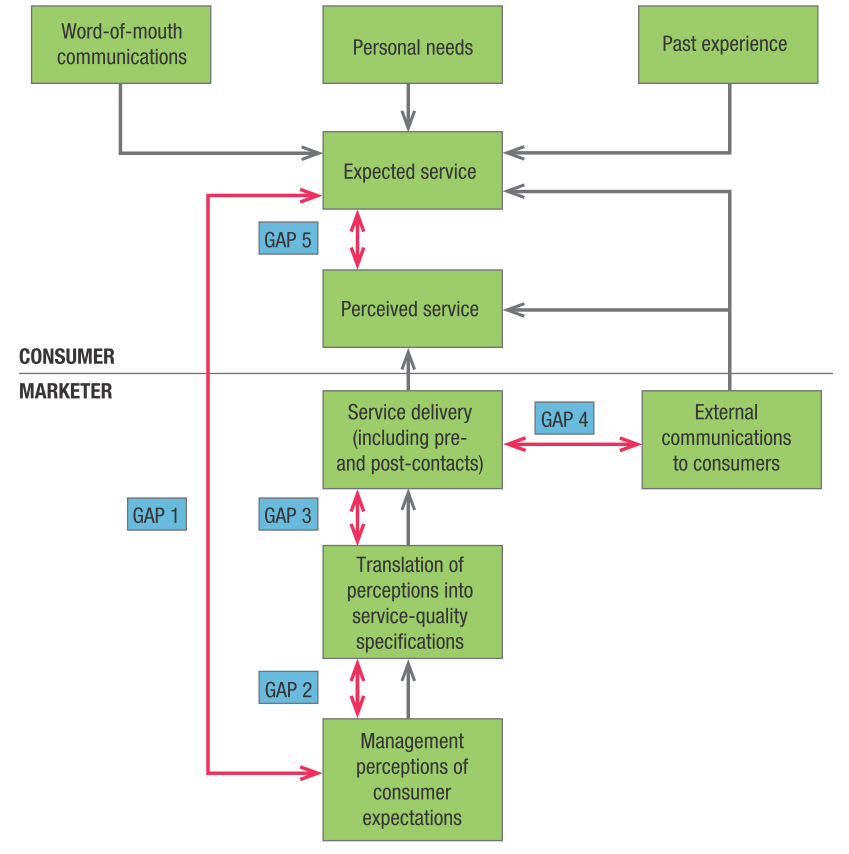 Word-of-mouth
communications
Personal needs
Past experience
Expected service
GAP 5
Perceived service
CONSUMER
MARKETER
Service delivery
(including pre-
and post-contacts)
GAP 4
External
communications
to consumers
GAP 1
GAP 3
Translation of
perceptions into
service-quality
specifications
GAP 2
Management
perceptions of
consumer
expectations